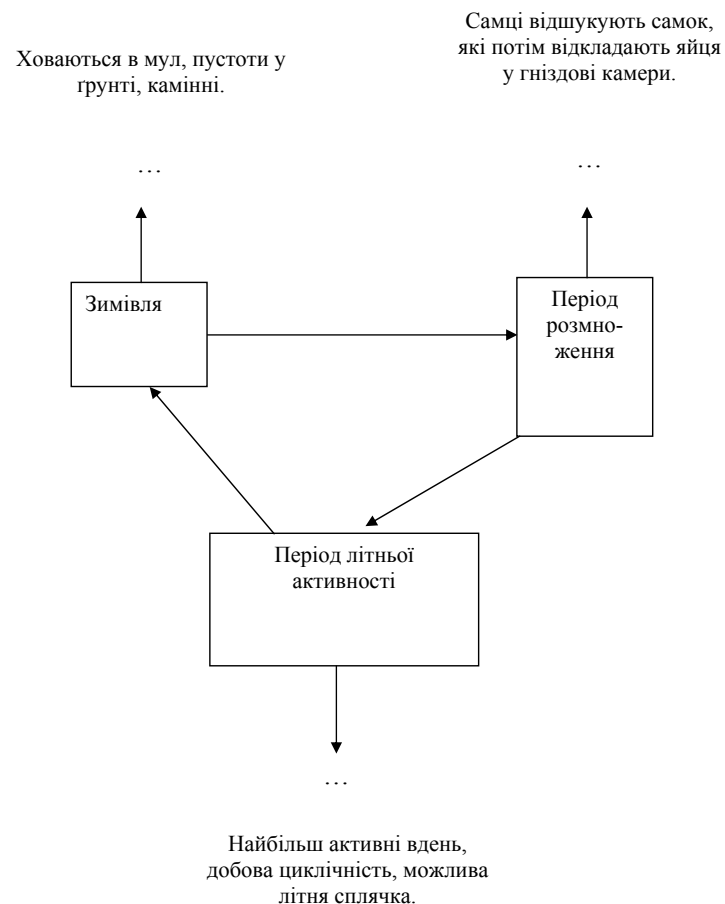 Ховаються в мул, пустоти у
ґрунті, камінні.
Самці відшукують самок,
які потім відкладають яйця
у гніздові камери.
…
…
Зимівля
Період
розмно-
ження
Період літньої
активності
…
Найбільш активні вдень,
добова циклічність, можлива
літня сплячка.